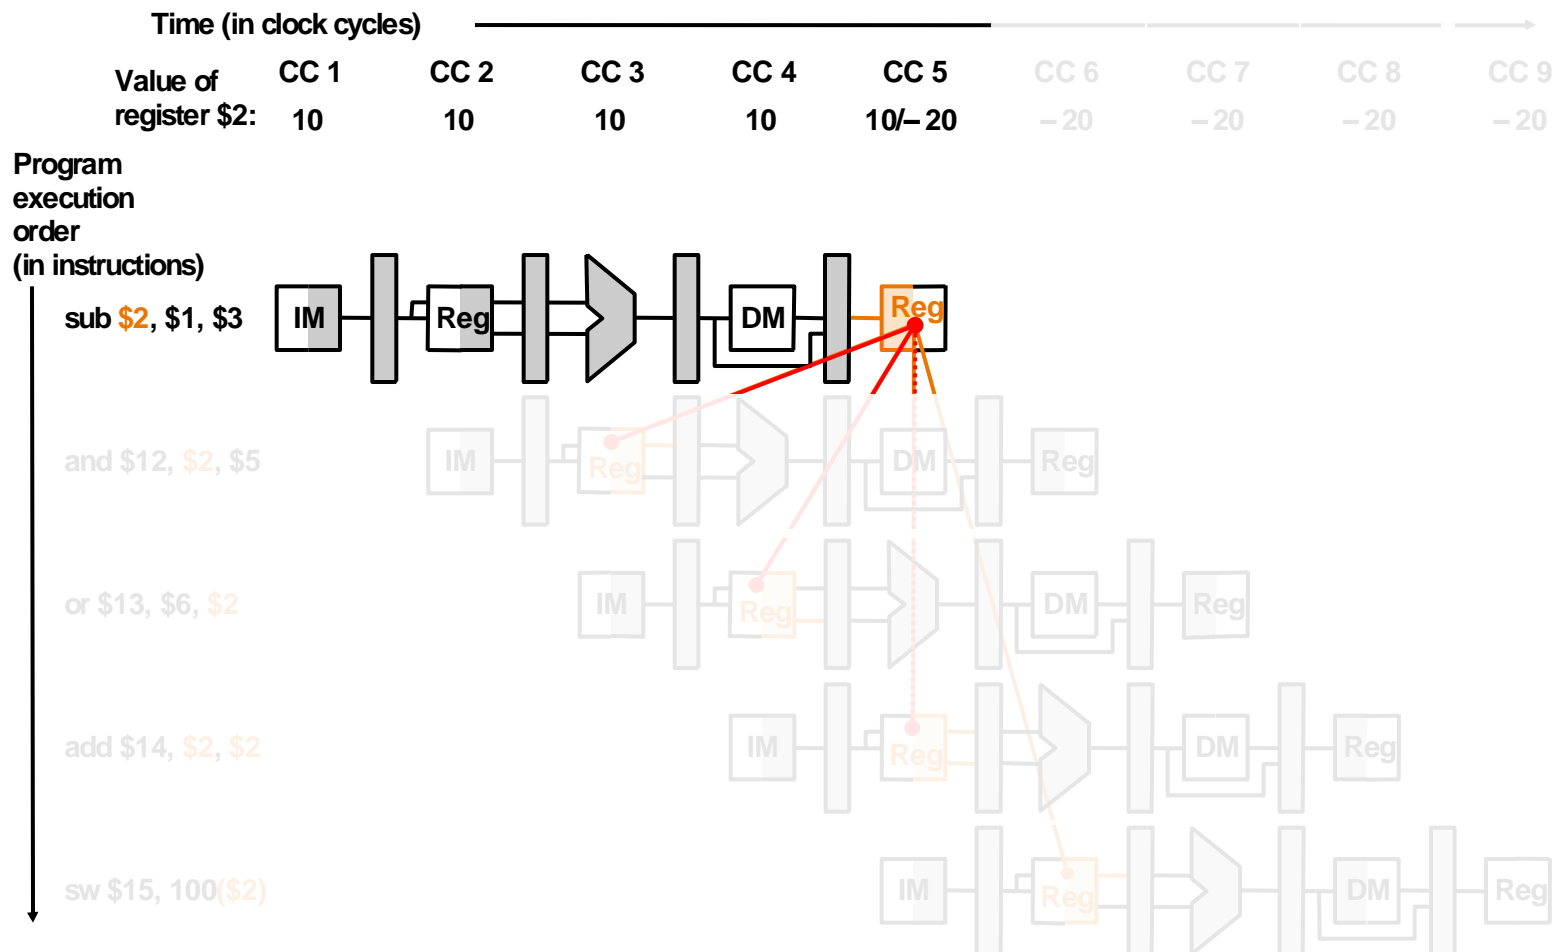 Time (in clock cycles)
CC 1 CC 2 CC 3 CC 4 CC 5 CC 6 CC 7 CC 8 CC 9
Value of
register $2: 10 10 10 10 10/– 20 – 20 – 20 – 20 – 20
Program
execution
order
(in instructions)
sub $2, $1, $3 IM Reg DM Reg
and $12, $2, $5 IM Reg DM Reg
or $13, $6, $2 IM Reg DM Reg
add $14, $2, $2 IM Reg DM Reg
sw $15, 100($2) IM Reg DM Reg